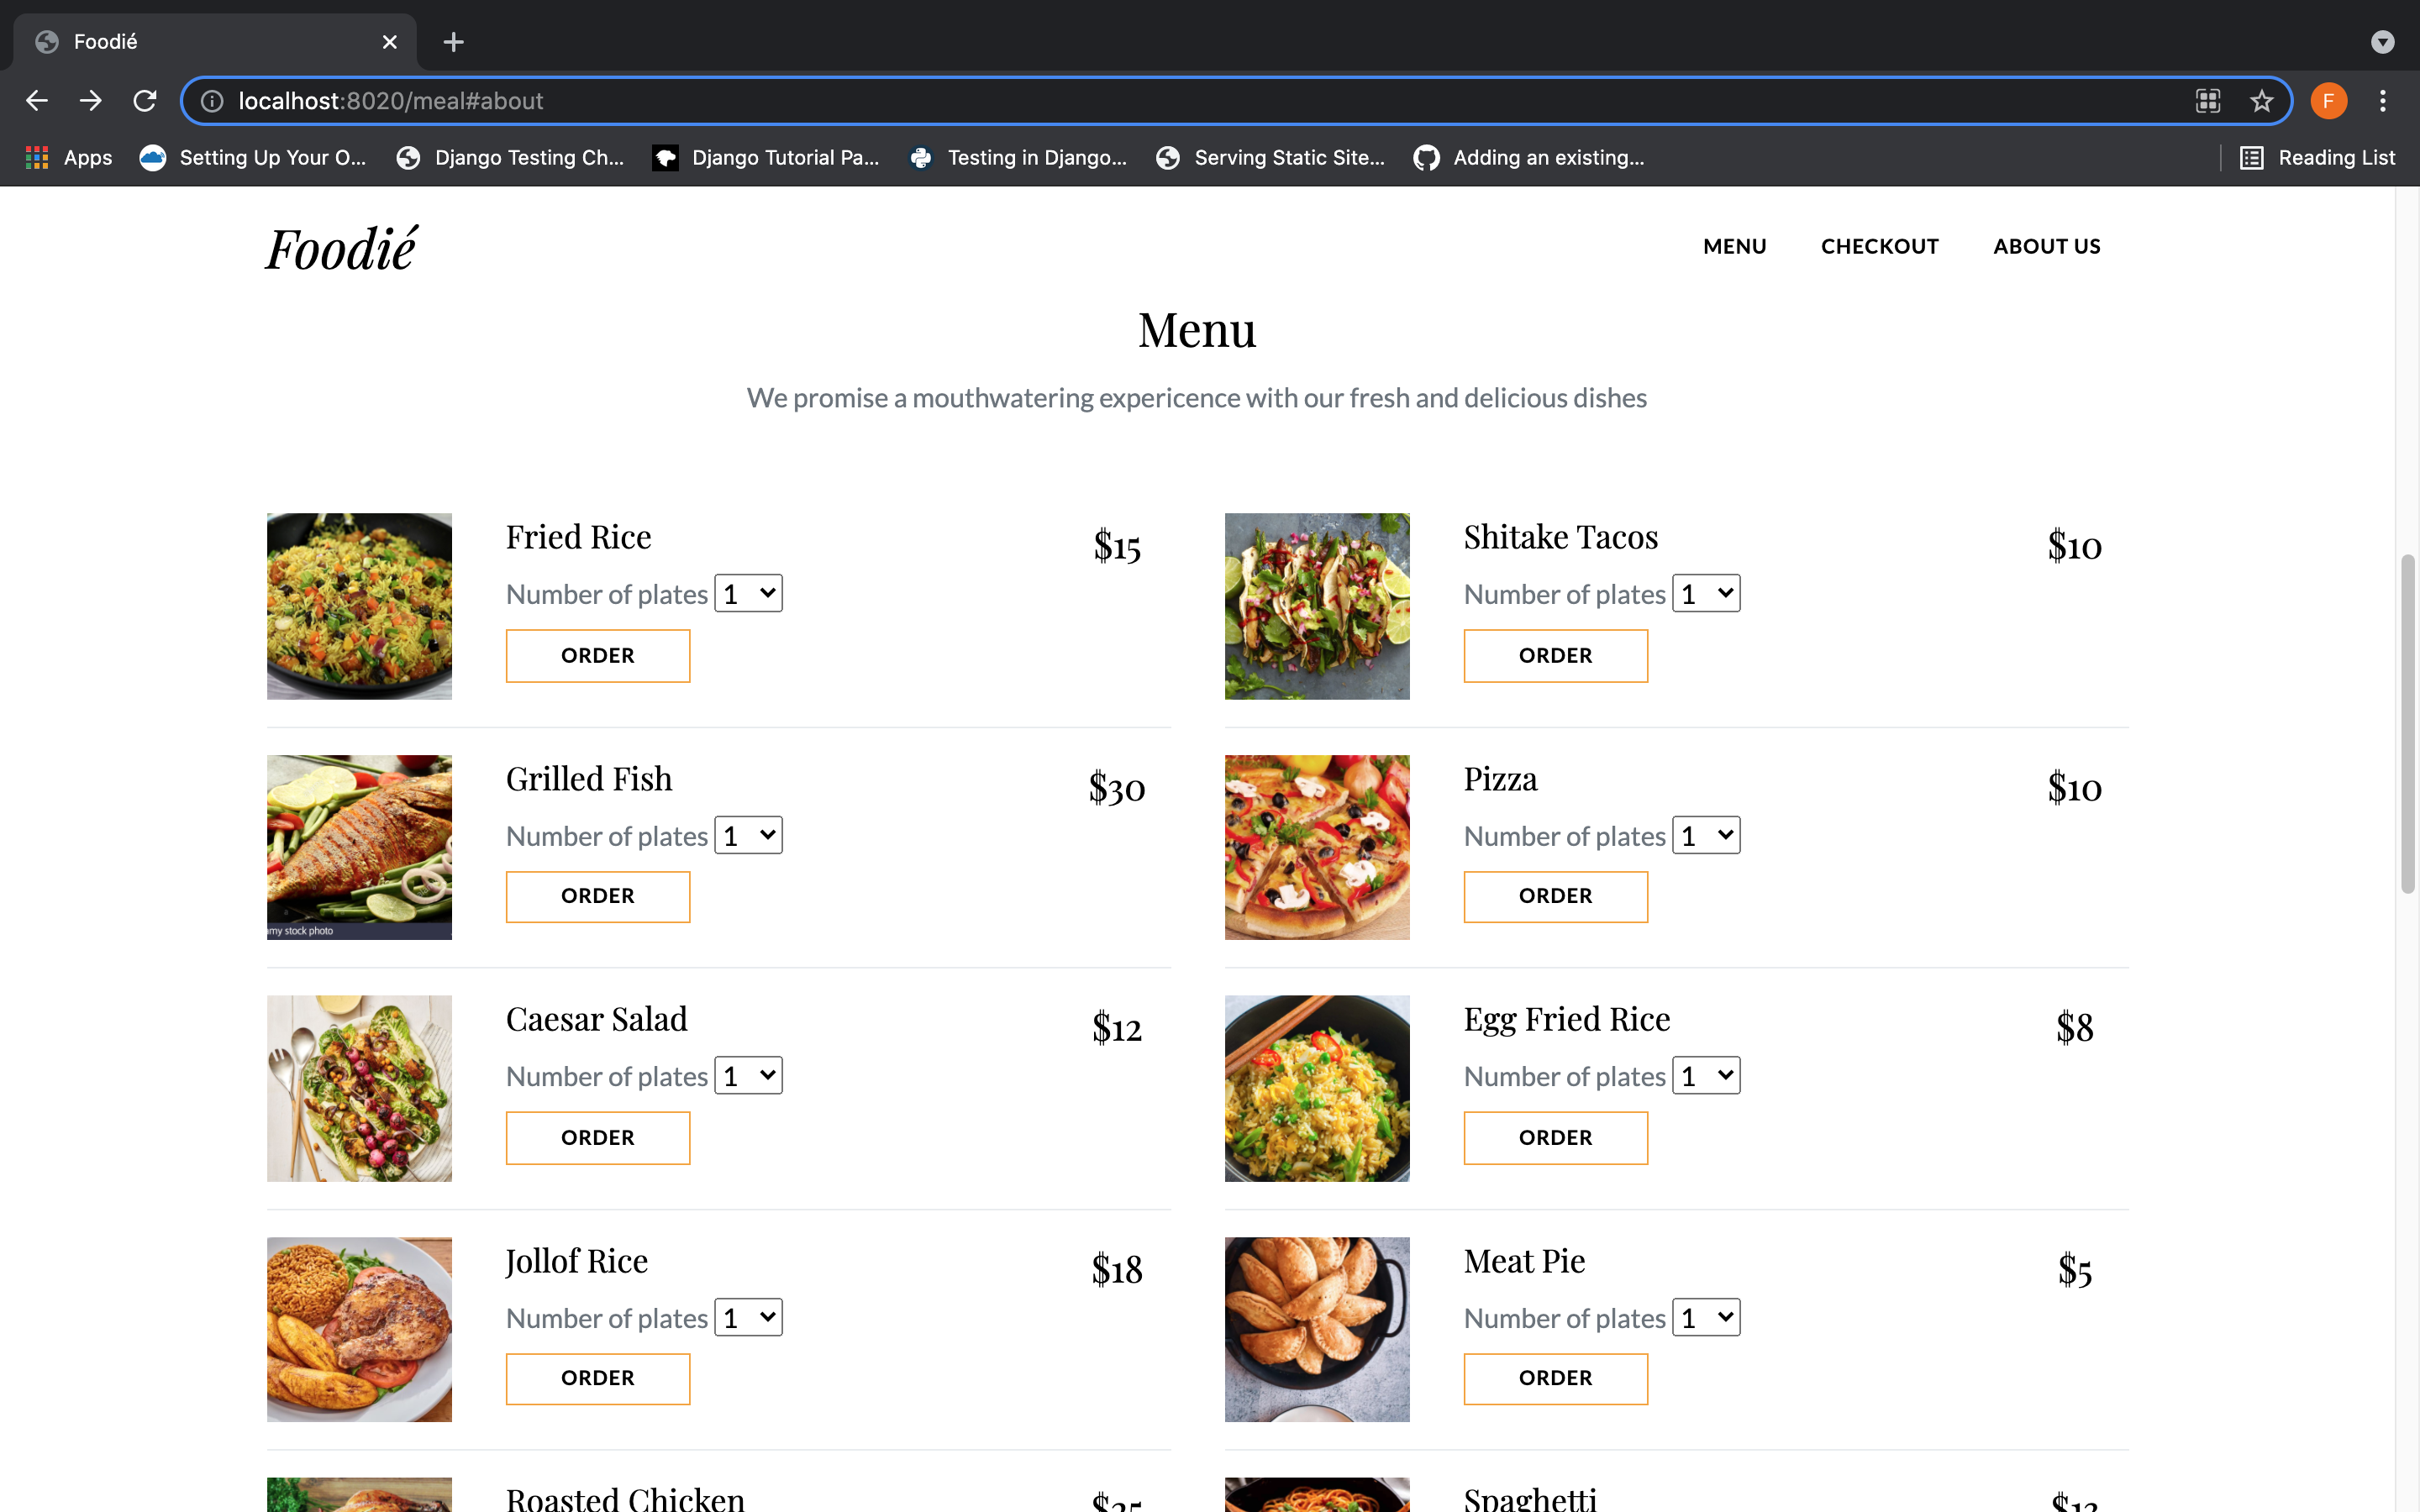 Foodié
localhost:8020/meal#about
F
Apps
Setting Up Your O...
Django Testing Ch...
Django Tutorial Pa...
Testing in Django...
Serving Static Site...
Adding an existing...
Reading List
Foodié
MENU
CHECKOUT
ABOUT US
Menu
We promise a mouthwatering expericence with our fresh and delicious dishes
Fried Rice
$15
Number of plates 1
ORDER
Shitake Tacos
$10
Number of plates 1
ORDER
Grilled Fish
$30
Number of plates 1
ORDER
amy stock photo
Pizza
$10
Number of plates 1
ORDER
Caesar Salad
$12
Number of plates 1
ORDER
Egg Fried Rice
$8
Number of plates 1
ORDER
Jollof Rice
$18
Number of plates 1
ORDER
Meat Pie
$5
Number of plates 1
ORDER
Roasted Chicken
Spaghetti